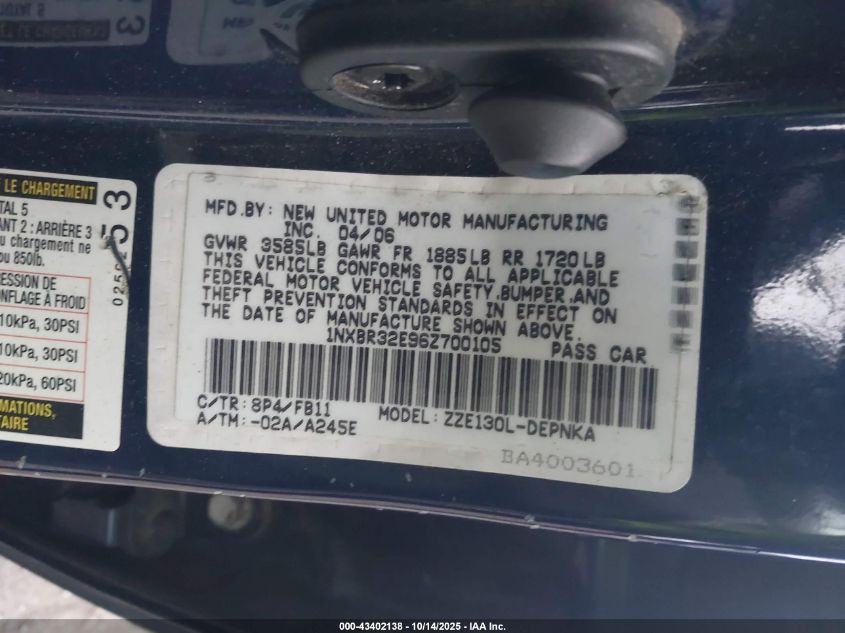 LE CHARGEMENT
TAL 5
ANT 2 : ARRIÈRE 3
u chargement ne
ou 850lb.
53
RESSION DE
ONFLAGE À FROID
10kPa, 30PSI
10kPa, 30PSI
20kPa, 60PSI
MATIONS,
TAIRE
MFD.BY: NEW UNITED MOTOR MANUFACTURING
INC. 04/06
GVWR 3585LB GAWR FR 1885LB RR 1720LB
THIS VEHICLE CONFORMS TO ALL APPLICABLE
FEDERAL MOTOR VEHICLE SAFETY,BUMPER,AND
THEFT PREVENTION STANDARDS IN EFFECT ON
THE DATE OF MANUFACTURE SHOWN ABOVE.
1NXBR32E96Z700105 PASS CAR
C/TR: 8P4/FB11 MODEL: ZZE130L-DEPNKA
A/TM: -02A/A245E
BA4003601
000-43402138 - 10/14/2025 - IAA Inc.